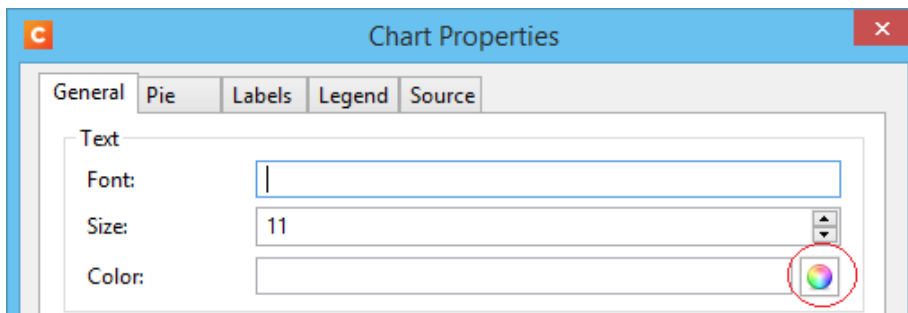 C Chart Properties ×
General Pie Labels Legend Source
Text
Font:
Size: 11
Color: